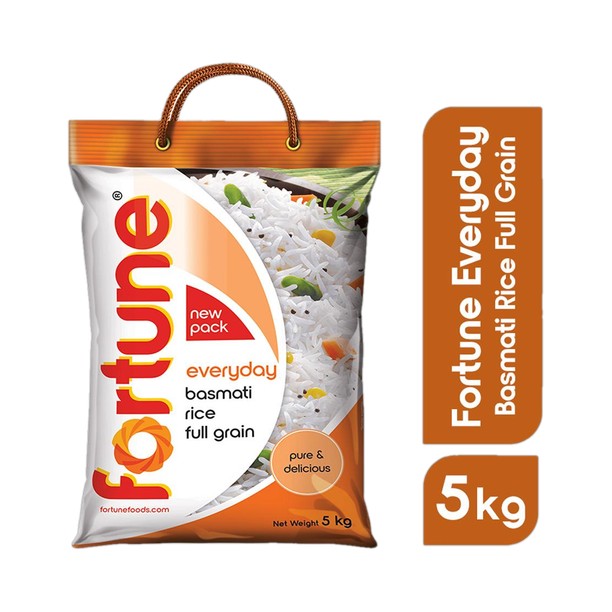 fortune®
new
pack
everyday
basmati
rice
full grain
pure &
delicious
fortunefoods.com
Net Weight 5 kg
Fortune Everyday
Basmati Rice Full Grain
5kg